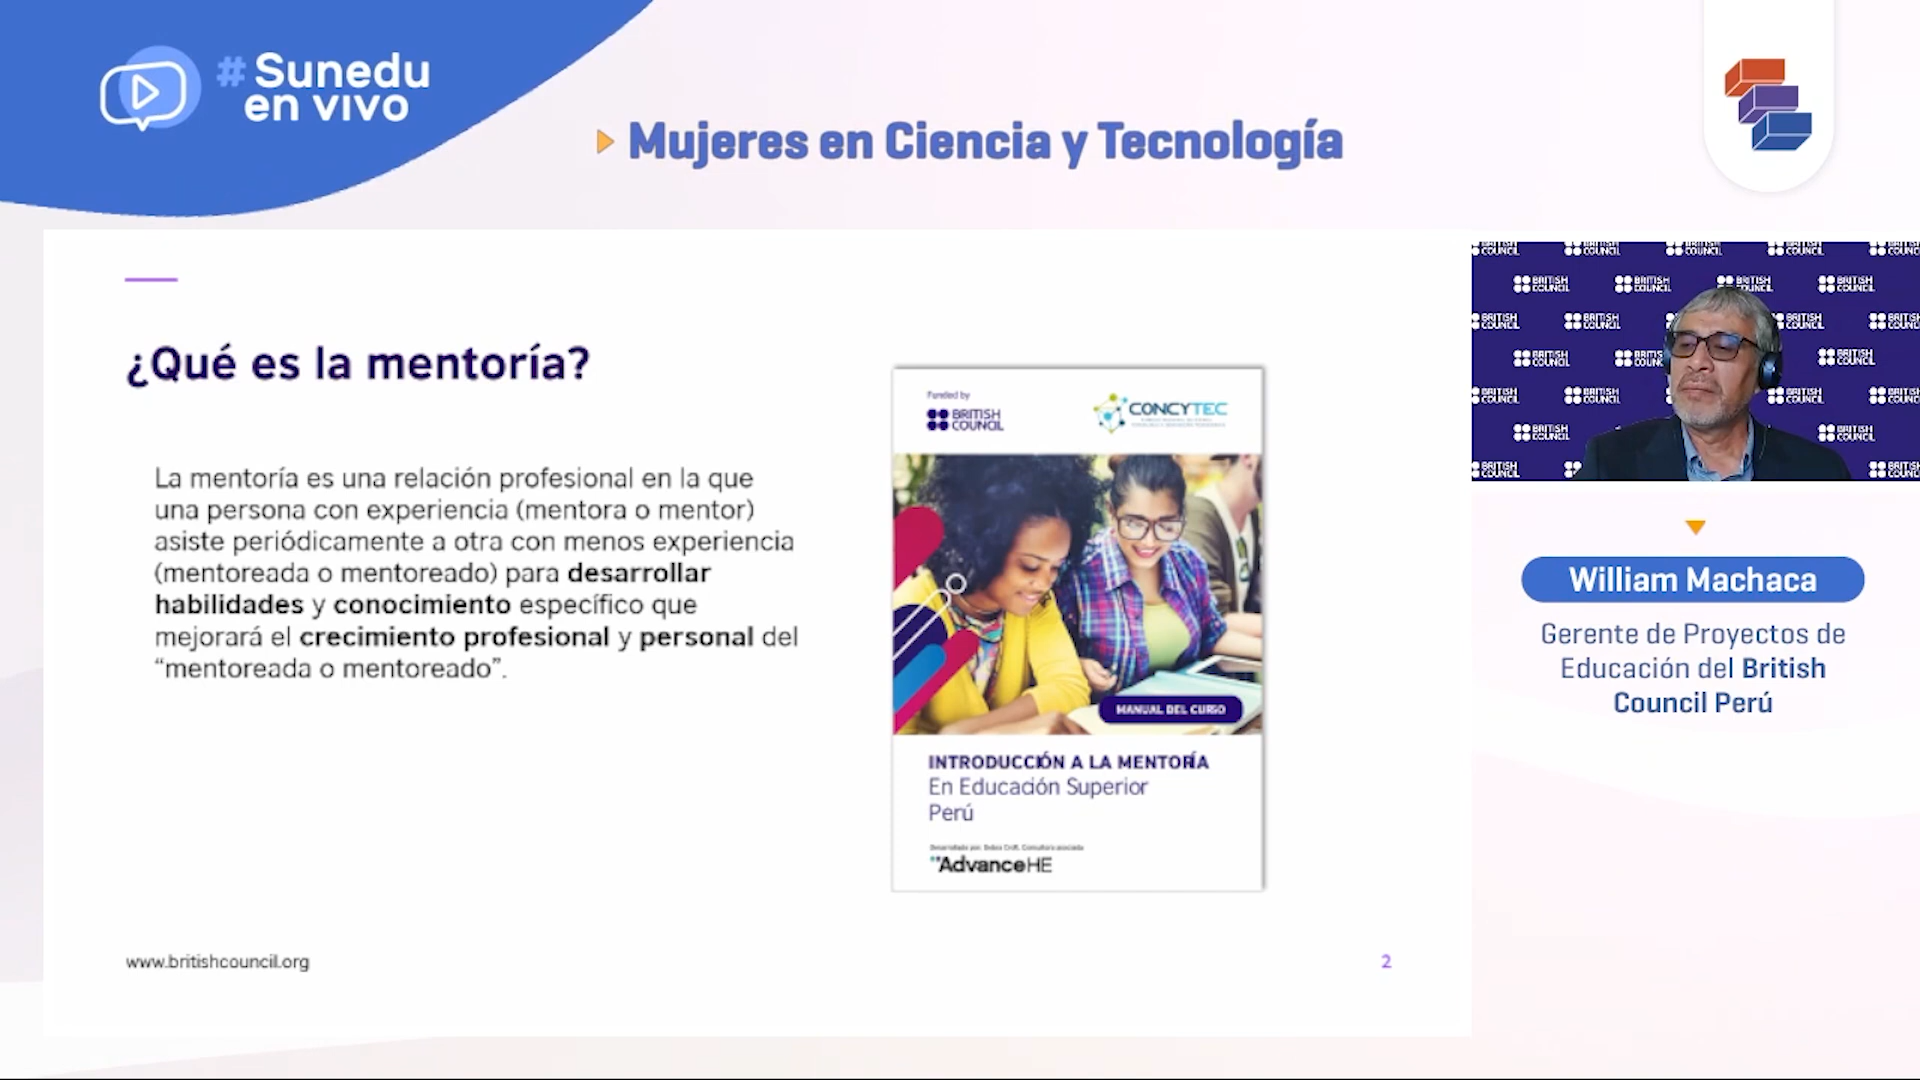 # Sunedu
en vivo
Mujeres en Ciencia y Tecnología
¿Qué es la mentoría?
La mentoría es una relación profesional en la que
una persona con experiencia (mentora o mentor)
asiste periódicamente a otra con menos experiencia
(mentoreada o mentoreado) para desarrollar
habilidades y conocimiento específico que
mejorará el crecimiento profesional y personal del
“mentoreada o mentoreado”.
Funded by
BRITISH
COUNCIL
CONCYTEC
MANUAL DEL CURSO
INTRODUCCIÓN A LA MENTORÍA
En Educación Superior
Perú
AdvanceHE
www.britishcouncil.org
2
BRITISH
COUNCIL
William Machaca
Gerente de Proyectos de
Educación del British
Council Perú